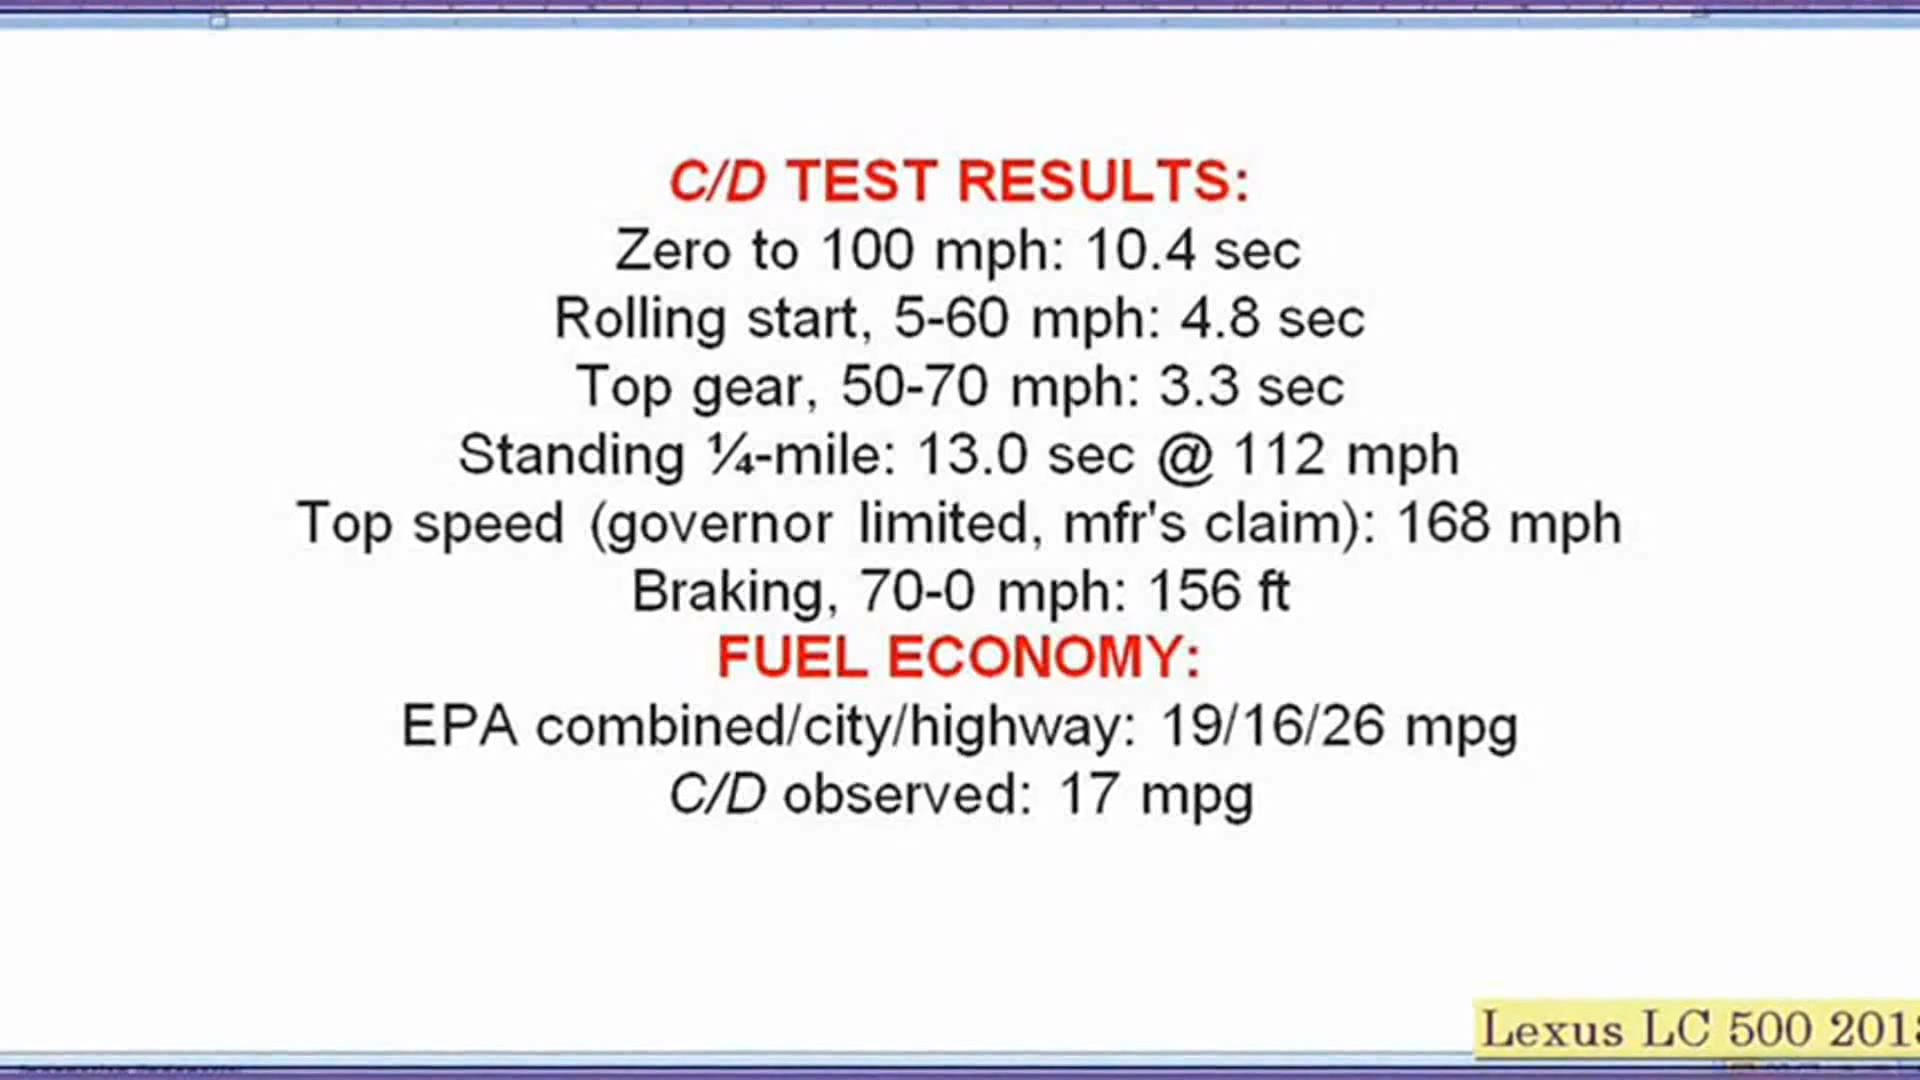 C/D TEST RESULTS:
Zero to 100 mph: 10.4 sec
Rolling start, 5-60 mph: 4.8 sec
Top gear, 50-70 mph: 3.3 sec
Standing ¼-mile: 13.0 sec @ 112 mph
Top speed (governor limited, mfr's claim): 168 mph
Braking, 70-0 mph: 156 ft
FUEL ECONOMY:
EPA combined/city/highway: 19/16/26 mpg
C/D observed: 17 mpg
Lexus LC 500